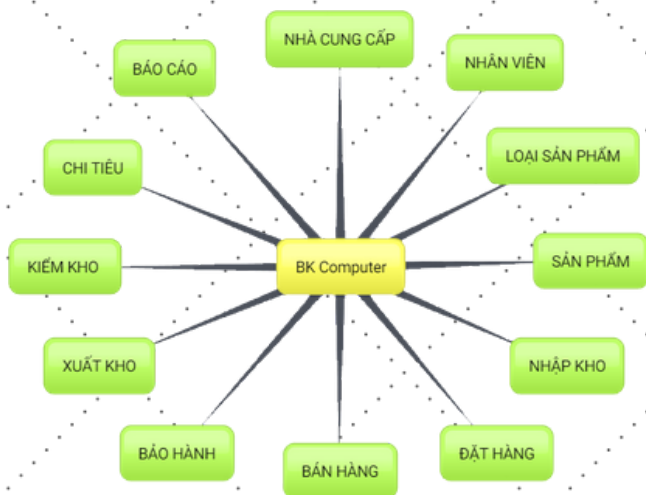 NHÀ CUNG CẤP
NHÂN VIÊN
BÁO CÁO
LOẠI SẢN PHẨM
CHI TIÊU
BK Computer
SẢN PHẨM
KIỂM KHO
XUẤT KHO
NHẬP KHO
BẢO HÀNH
BÁN HÀNG
ĐẶT HÀNG